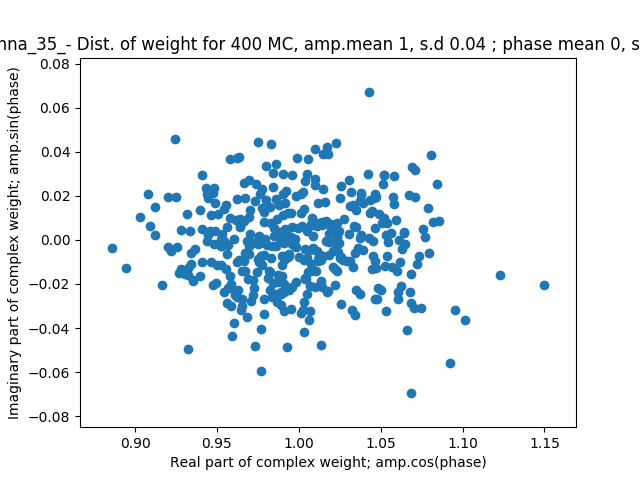 nna_35_- Dist. of weight for 400 MC, amp.mean 1, s.d 0.04 ; phase mean 0, s
0.08
0.06
0.04
0.02
0.00
−0.02
−0.04
−0.06
−0.08
Imaginary part of complex weight; amp.sin(phase)
0.90 0.95 1.00 1.05 1.10 1.15
Real part of complex weight; amp.cos(phase)